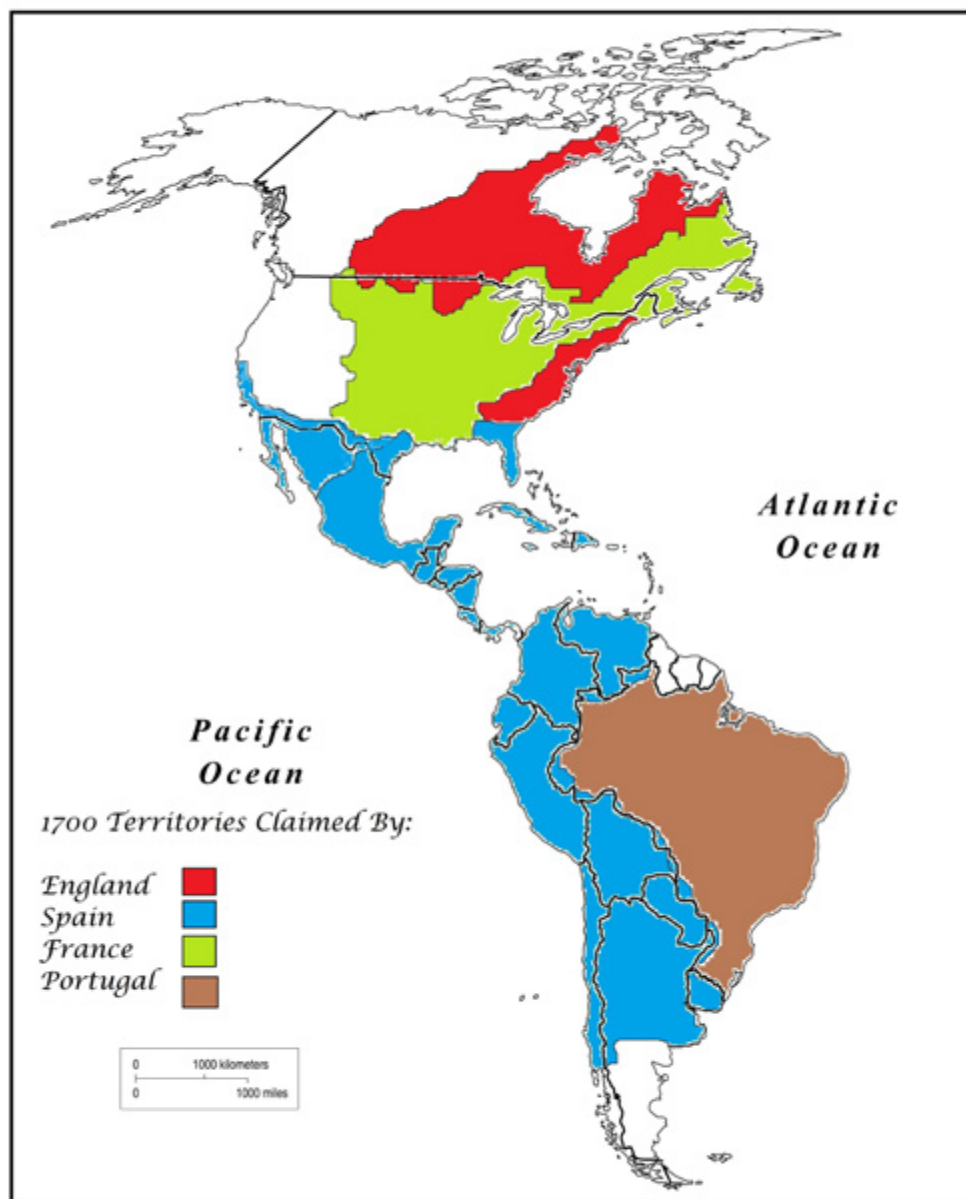 Atlantic
Ocean
Pacific
Ocean
1700 Territories Claimed By:
England
Spain
France
Portugal
0 1000 kilometers
0 1000 miles